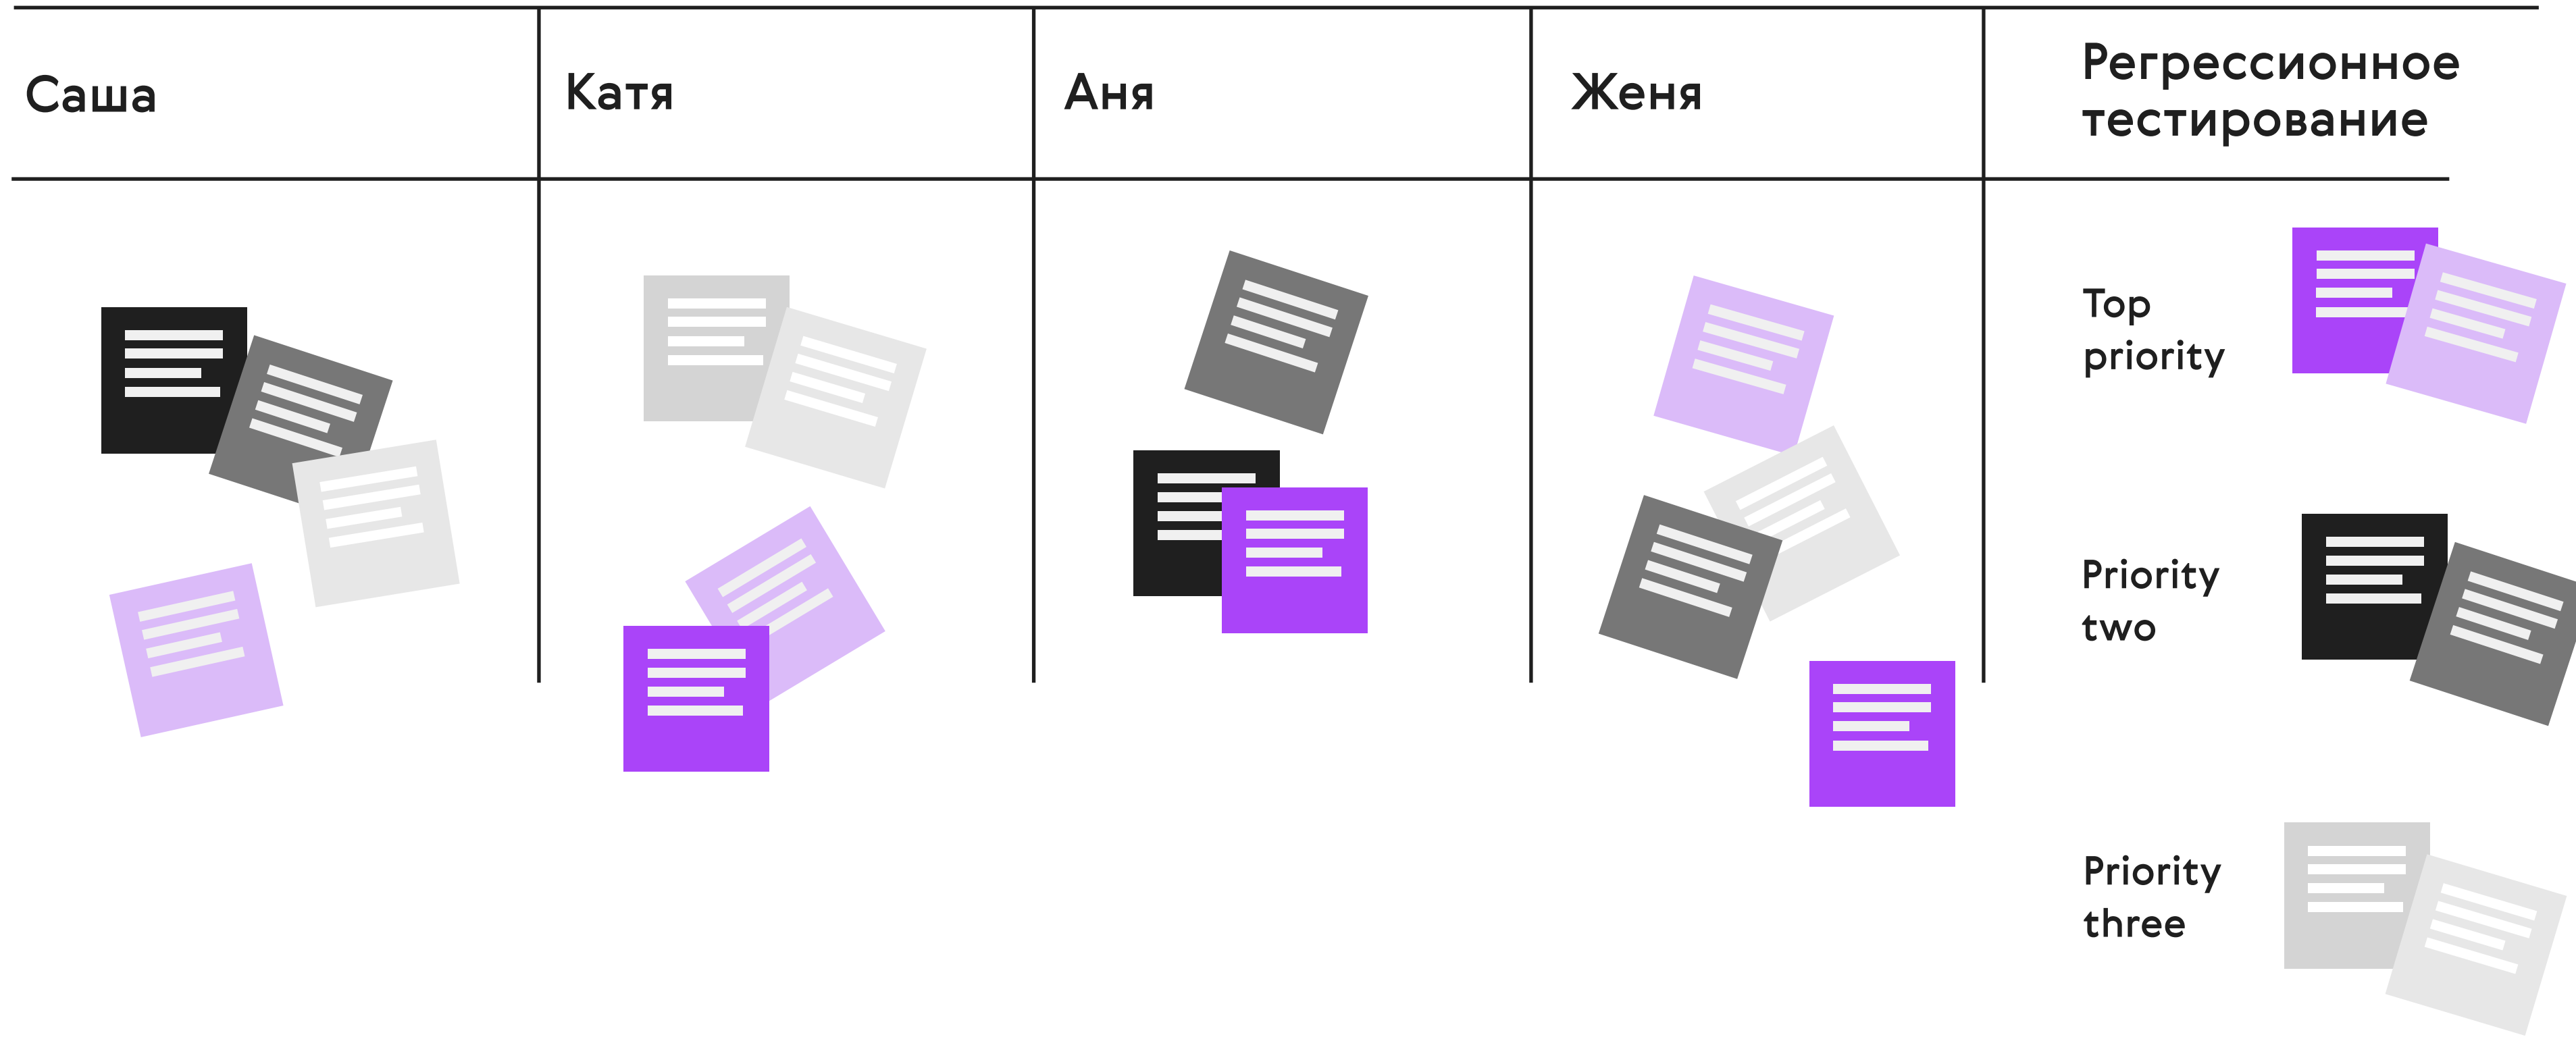 Саша
Катя
Аня
Женя
Регрессионное
тестирование
Top
priority
Priority
two
Priority
three